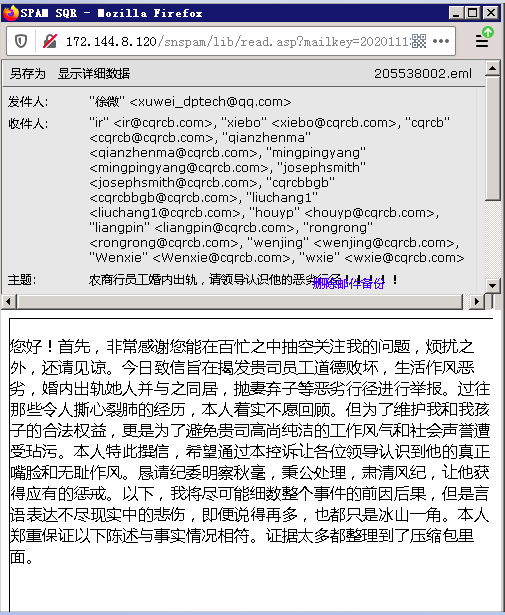 SPAM SQR - Mozilla Firefox
172.144.8.120/snspam/lib/read.asp?mailkey=2020111
另存为 显示详细数据 205538002.eml
发件人: "徐微" <xuwei_dptech@qq.com>
收件人: "ir" <ir@cqrcb.com>, "xiebo" <xiebo@cqrcb.com>, "cqrcb"
<cqrcb@cqrcb.com>, "qianzhenma"
<qianzhenma@cqrcb.com>, "mingpingyang"
<mingpingyang@cqrcb.com>, "josephsmith"
<josephsmith@cqrcb.com>, "cqrcbbgb"
<cqrcbbgb@cqrcb.com>, "liuchang1"
<liuchang1@cqrcb.com>, "houyp" <houyp@cqrcb.com>,
"liangpin" <liangpin@cqrcb.com>, "rongrong"
<rongrong@cqrcb.com>, "wenjing" <wenjing@cqrcb.com>,
"Wenxie" <Wenxie@cqrcb.com>, "wxie" <wxie@cqrcb.com>
主题: 农商行员工婚内出轨，请领导认识他的恶劣行径！！！！！
删除邮件备份
您好！首先，非常感谢您能在百忙之中抽空关注我的问题，烦扰之
外，还请见谅。今日致信旨在揭发贵司员工道德败坏，生活作风恶
劣，婚内出轨她人并与之同居，抛妻弃子等恶劣行径进行举报。过往
那些令人撕心裂肺的经历，本人着实不愿回顾。但为了维护我和我孩
子的合法权益，更是为了避免贵司高尚纯洁的工作风气和社会声誉遭
受玷污。本人特此撰信，希望通过本控诉让各位领导认识到他的真正
嘴脸和无耻作风。恳请纪委明察秋毫，秉公处理，肃清风纪，让他获
得应有的惩戒。以下，我将尽可能细数整个事件的前因后果，但是言
语表达不尽现实中的悲伤，即便说得再多，也都只是冰山一角。本人
郑重保证以下陈述与事实情况相符。证据太多都整理到了压缩包里
面。